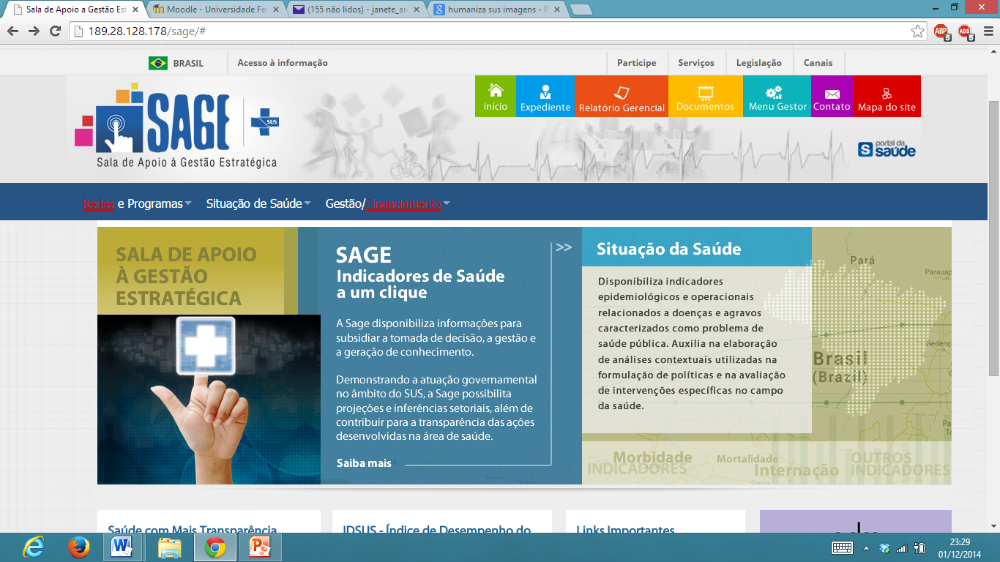 Sala de Apoio a Gestão Est
Moodle - Universidade Fe
(155 não lidos) - janete_ar
humaniza sus imagens - P
189.28.128.178/sage/#
ABP 5
ABS 5
BRASIL
Acesso à informação
Participe
Serviços
Legislação
Canais
SAGE
SUS
Sala de Apoio à Gestão Estratégica
Início
Expediente
Relatório Gerencial
Documentos
Menu Gestor
Contato
Mapa do site
S portal da
saúde
Redes e Programas
Situação de Saúde
Gestão/Financiamento
SALA DE APOIO
À GESTÃO
ESTRATÉGICA
SAGE
Indicadores de Saúde
a um clique
A Sage disponibiliza informações para
subsidiar a tomada de decisão, a gestão e
a geração de conhecimento.
Demonstrando a atuação governamental
no âmbito do SUS, a Sage possibilita
projeções e inferências setoriais, além de
contribuir para a transparência das ações
desenvolvidas na área de saúde.
Saiba mais
>>
Situação da Saúde
Disponibiliza indicadores
epidemiológicos e operacionais
relacionados a doenças e agravos
caracterizados como problema de
saúde pública. Auxilia na elaboração
de análises contextuais utilizadas na
formulação de políticas e na avaliação
de intervenções específicas no campo
da saúde.
Pará
Brasil
(Brazil)
Morbidade
INDICADORES
Mortalidade
Internação
OUTROS
INDICADORES
Saúde com Mais Transparência
IDSUS - Índice de Desempenho do
Links Importantes
23:29
01/12/2014